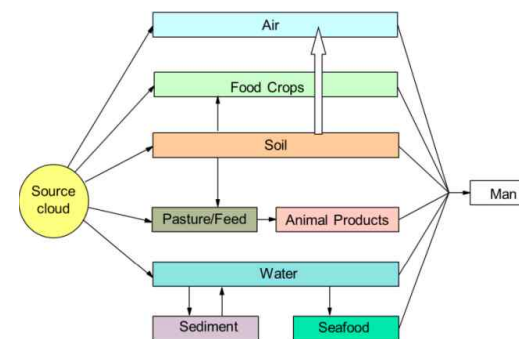 Air
Food Crops
Soil
Source
cloud
Man
Pasture/Feed
Animal Products
Water
Sediment
Seafood